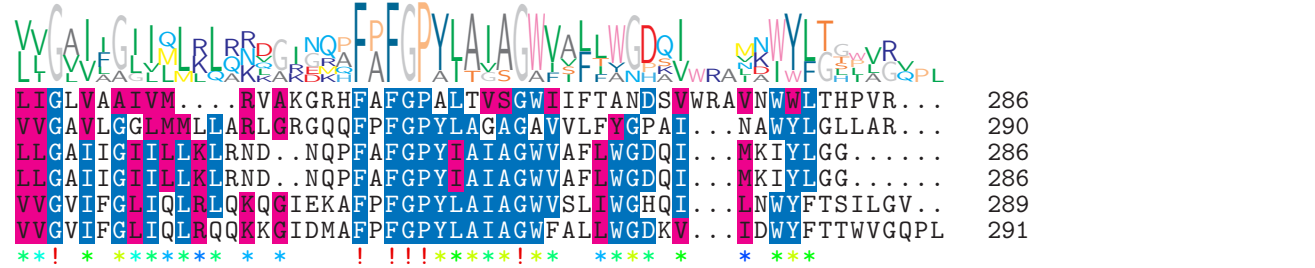 LIGLVAAIVM....RVAKGRHFAFGPALTVSGWIIFTANDSVWRAVNWWLTHPVR... 286
VVGAVLGGLMMLLARLGRGQQFPFGPYLAGAGAVVLFYGPAI...NAWYLGLLAR... 290
LLGAIIGIILLKLRND..NQPFAFGPYIAIAGWVAFLWGDQI...MKIYLGG...... 286
LLGAIIGIILLKLRND..NQPFAFGPYIAIAGWVAFLWGDQI...MKIYLGG...... 286
VVGVIFGLIQLRLQKQGIEKAFPFGPYLAIAGWVSLIWGHQI...LNWYFTSILGV.. 289
VVGVIFGLIQLRQQKKGIDMAFPFGPYLAIAGWFALLWGDKV...IDWYFTTWVGQPL 291
**! * ******* * * ! !!!*****!** **** * * ***